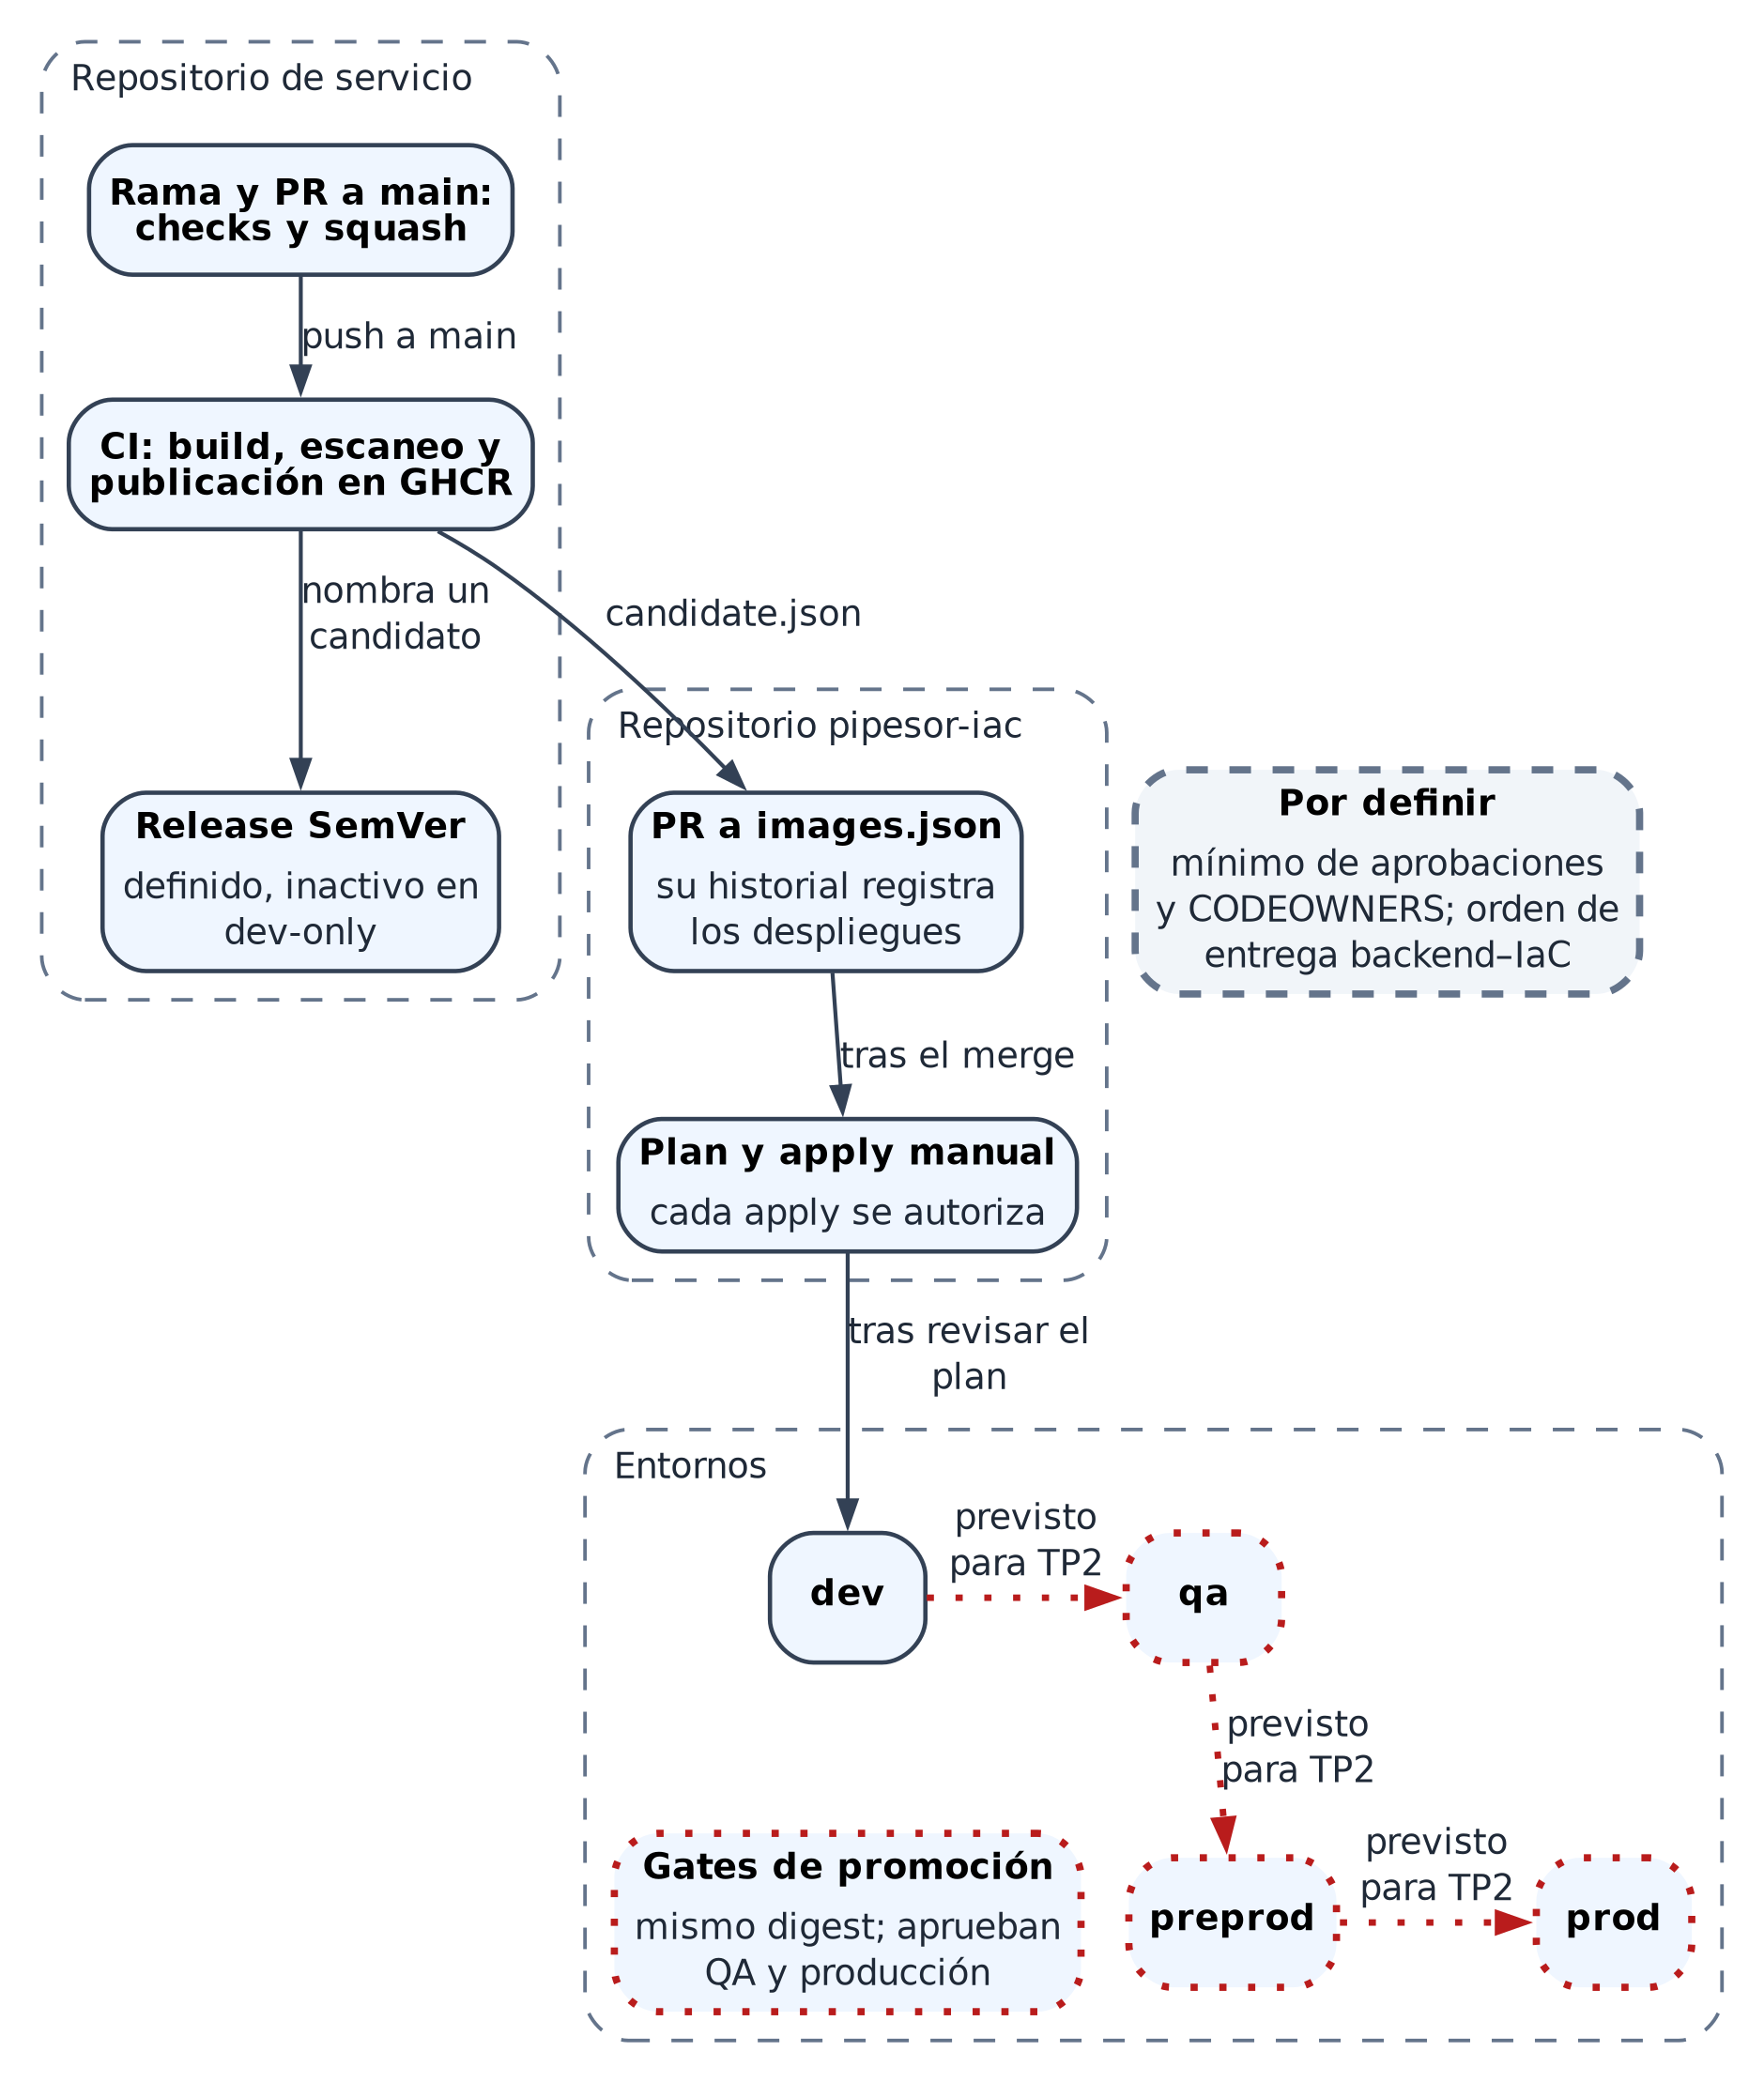 Repositorio de servicio
Rama y PR a main:
checks y squash
push a main
CI: build, escaneo y
publicación en GHCR
nombra un
candidato
candidate.json
Release SemVer
definido, inactivo en
dev-only
Repositorio pipesor-iac
PR a images.json
su historial registra
los despliegues
Por definir
mínimo de aprobaciones
y CODEOWNERS; orden de
entrega backend–IaC
tras el merge
Plan y apply manual
cada apply se autoriza
tras revisar el
plan
Entornos
dev
previsto
para TP2
qa
previsto
para TP2
Gates de promoción
mismo digest; aprueban
QA y producción
preprod
previsto
para TP2
prod